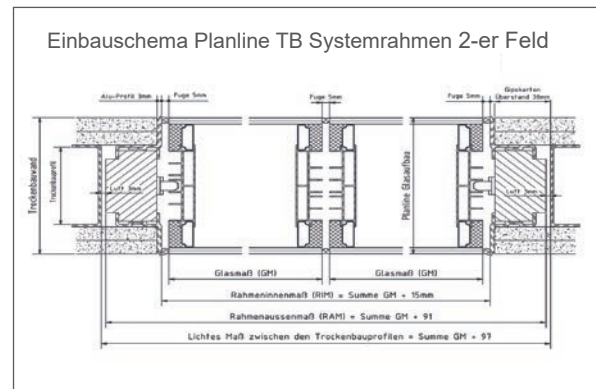 Einbauschema Planline TB Systemrahmen 2-er Feld
Alu-Profil 3mm
Fuge 5mm
Fuge 5mm
Fuge 5mm
Gipskarton
Überstand 38mm
Trockenbauwand
Trockenbauprofil
Luft 3mm
Planline Glasaufbau
Luft 3mm
Glasmaß (GM)
Glasmaß (GM)
Rahmeninnenmaß (RIM) = Summe GM + 15mm
Rahmenaussenmaß (RAM) = Summe GM + 91
Lichtes Maß zwischen den Trockenbauprofilen = Summe GM + 97